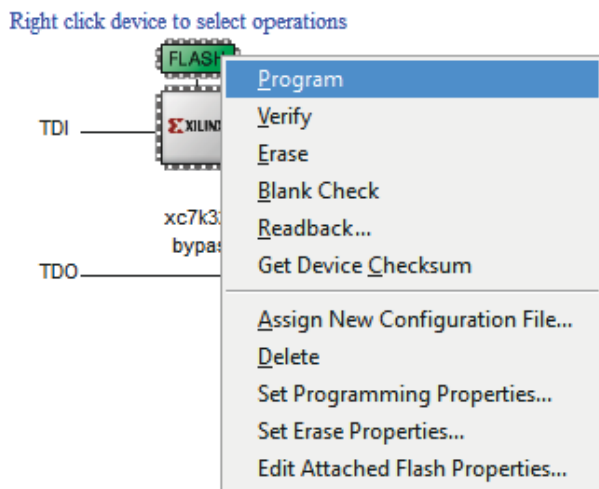 Right click device to select operations
FLASH
Program
Verify
TDI
XILINX
Erase
Blank Check
xc7k3
Readback...
bypas
Get Device Checksum
TDO
Assign New Configuration File...
Delete
Set Programming Properties...
Set Erase Properties...
Edit Attached Flash Properties...